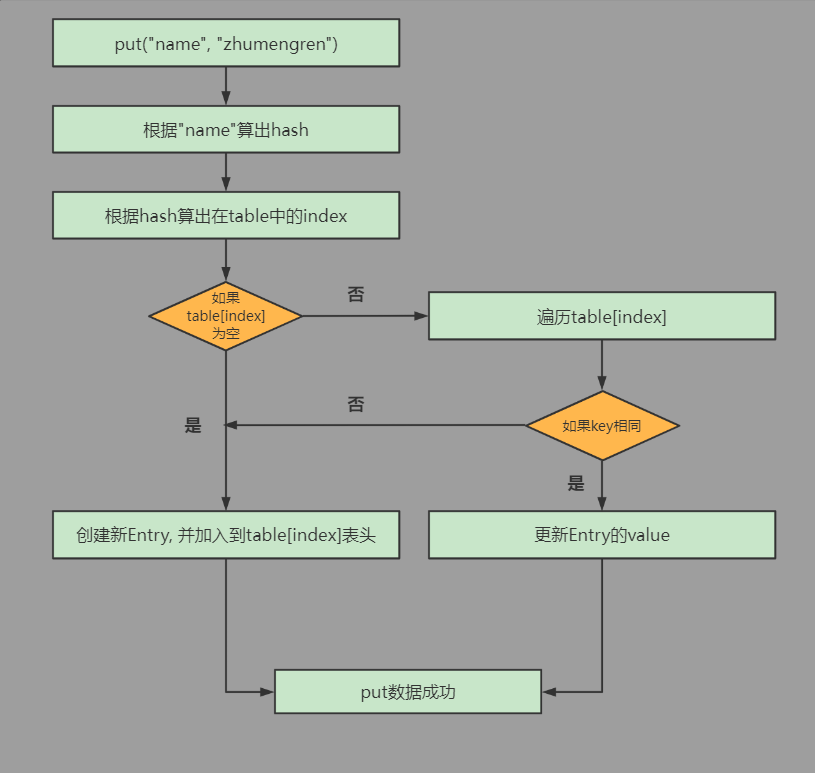 put("name", "zhumengren")
根据"name"算出hash
根据hash算出在table中的index
如果
table[index]
为空
否
遍历table[index]
是
否
如果key相同
是
创建新Entry, 并加入到table[index]表头
更新Entry的value
put数据成功